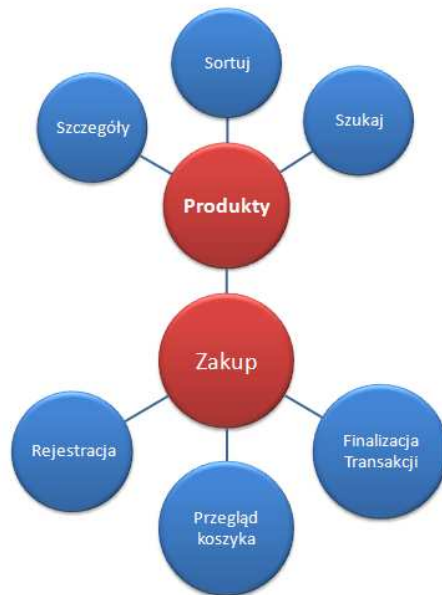 Sortuj
Szczegóły
Szukaj
Produkty
Zakup
Rejestracja
Finalizacja
Transakcji
Przegląd
koszyka